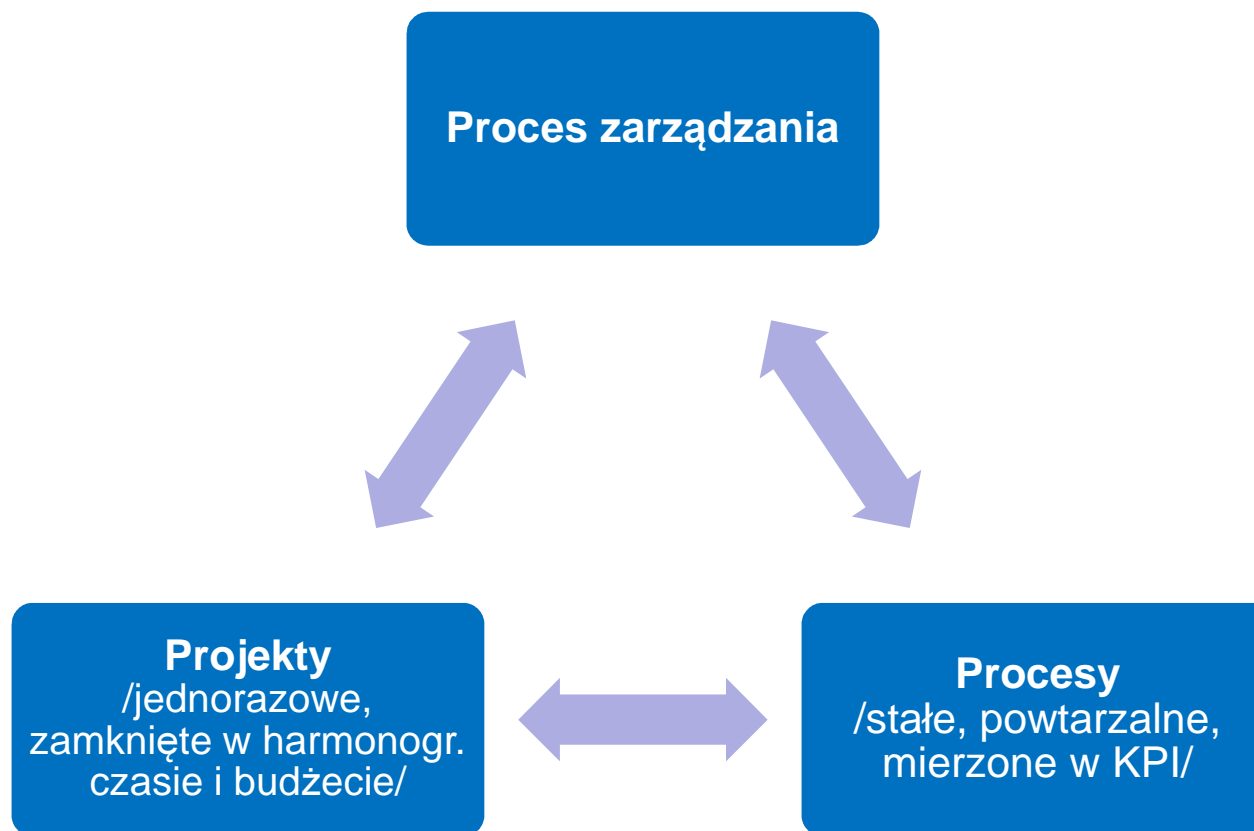 Proces zarządzania
Projekty
/jednorazowe,
zamknięte w harmonogr.
czasie i budżecie/
Procesy
/stałe, powtarzalne,
mierzone w KPI/